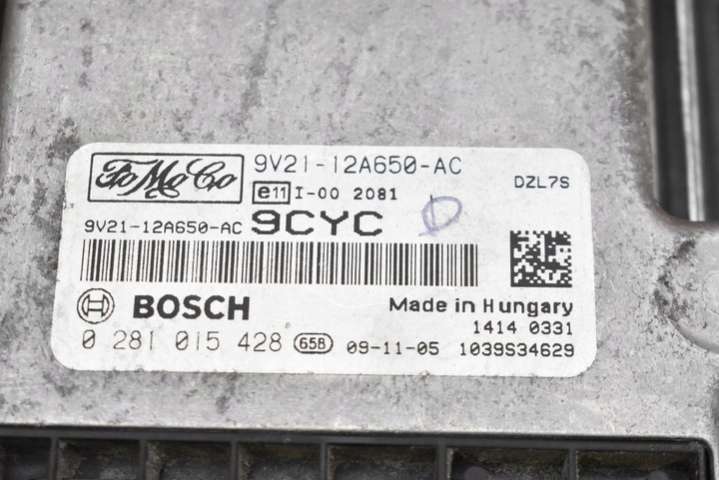 FoMoCo 9V21-12A650-AC
DZL7S
e11 I-00 2081
9V21-12A650-AC 9CYC D
BOSCH Made in Hungary
1414 0331
0 281 015 428 658 09-11-05 1039S34629